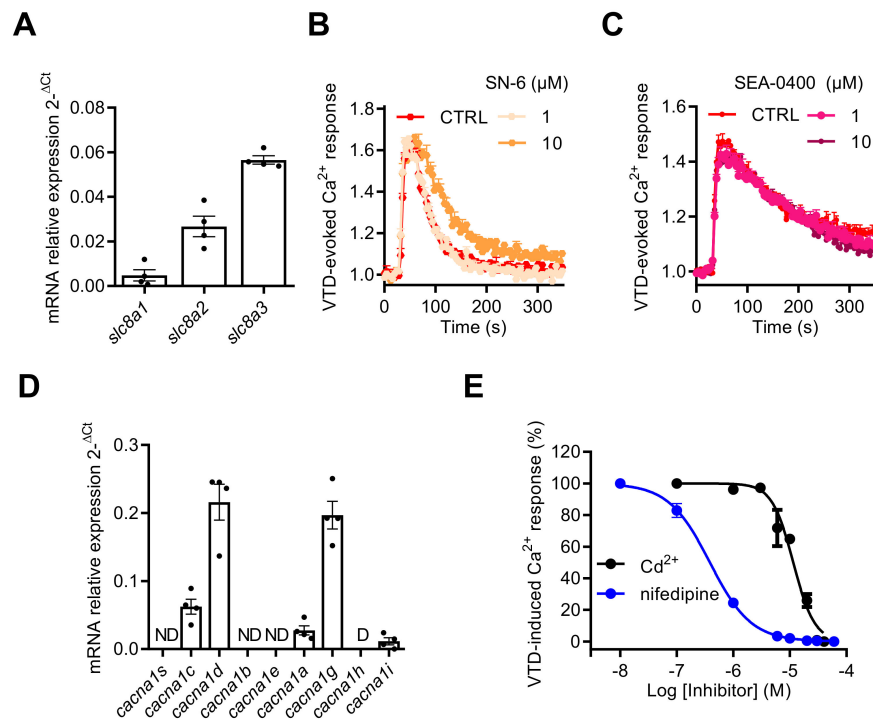 A
mRNA relative expression 2-ΔCt
0.08
0.06
0.04
0.02
0.00
slc8a1
slc8a2
slc8a3
B
SN-6 (µM)
CTRL
1
10
VTD-evoked Ca2+ response
1.8
1.6
1.4
1.2
1.0
0
100
200
300
Time (s)
C
SEA-0400 (µM)
CTRL
1
10
VTD-evoked Ca2+ response
1.6
1.4
1.2
1.0
0
100
200
300
Time (s)
D
mRNA relative expression 2-ΔCt
0.3
0.2
0.1
0.0
ND
ND
ND
D
cacna1s
cacna1c
cacna1d
cacna1b
cacna1e
cacna1a
cacna1g
cacna1h
cacna1i
E
VTD-induced Ca2+ response (%)
120
100
80
60
40
20
0
Cd2+
nifedipine
-8
-7
-6
-5
-4
Log [Inhibitor] (M)